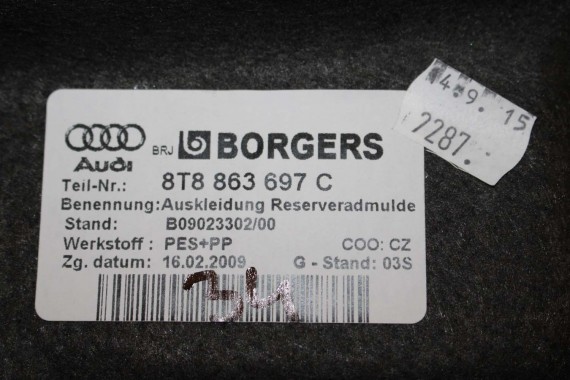 Audi
BRJ BORGERS
Teil-Nr.: 8T8 863 697 C
Benennung: Auskleidung Reserveradmulde
Stand: B09023302/00
Werkstoff : PES+PP COO: CZ
Zg. datum: 16.02.2009 G - Stand: 03S
34
4.9. 15
7287.